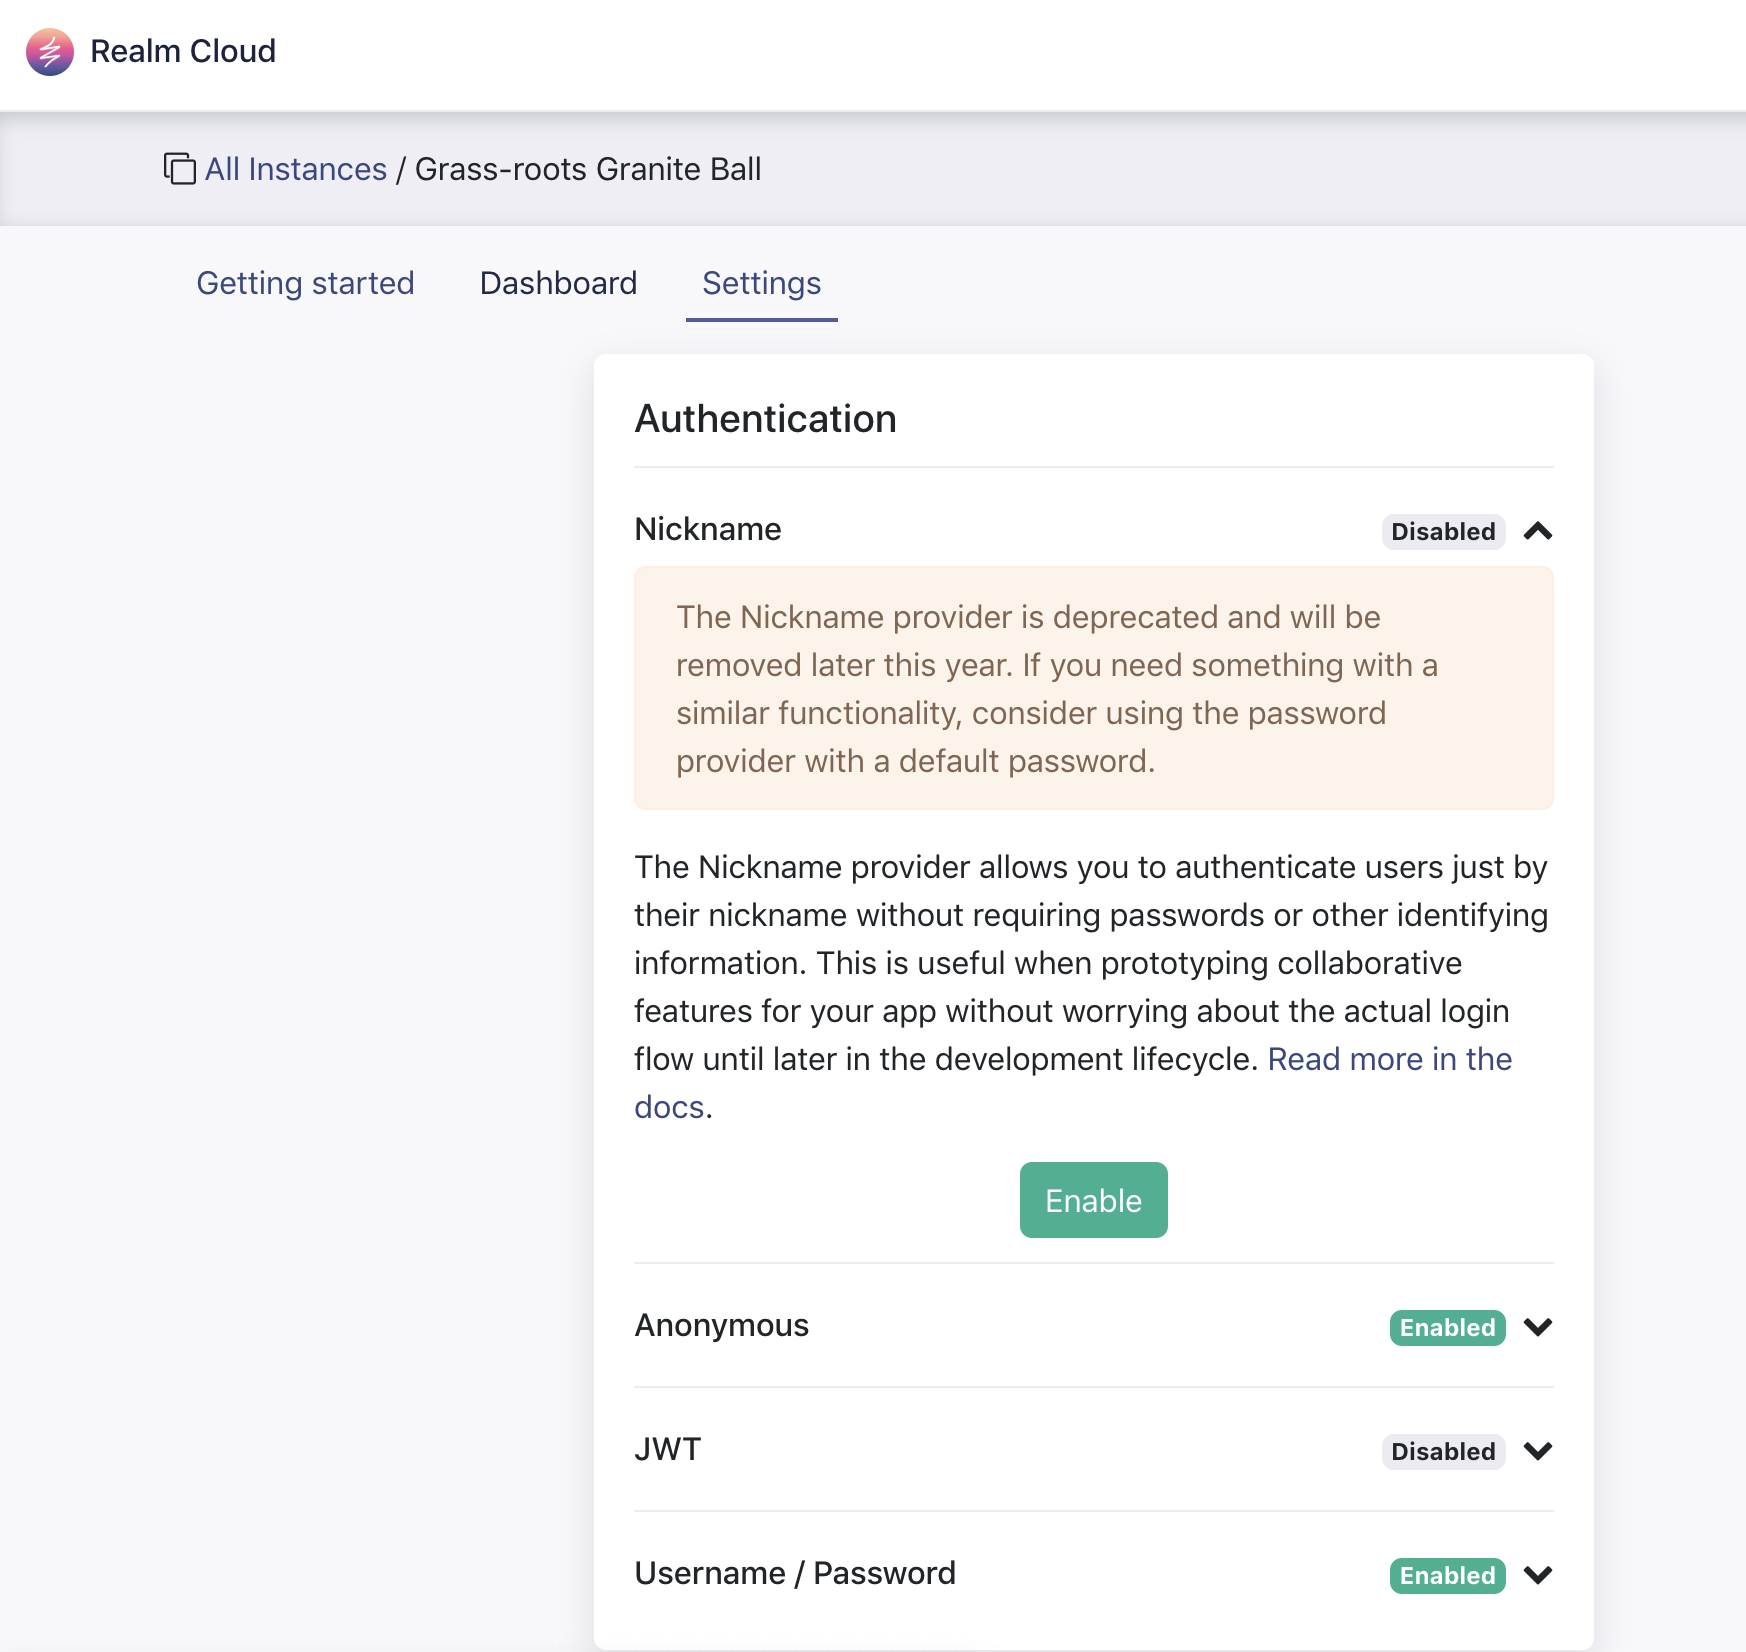 Realm Cloud
All Instances / Grass-roots Granite Ball
Getting started Dashboard Settings
Authentication
Nickname Disabled
The Nickname provider is deprecated and will be
removed later this year. If you need something with a
similar functionality, consider using the password
provider with a default password.
The Nickname provider allows you to authenticate users just by
their nickname without requiring passwords or other identifying
information. This is useful when prototyping collaborative
features for your app without worrying about the actual login
flow until later in the development lifecycle. Read more in the
docs.
Enable
Anonymous Enabled
JWT Disabled
Username / Password Enabled